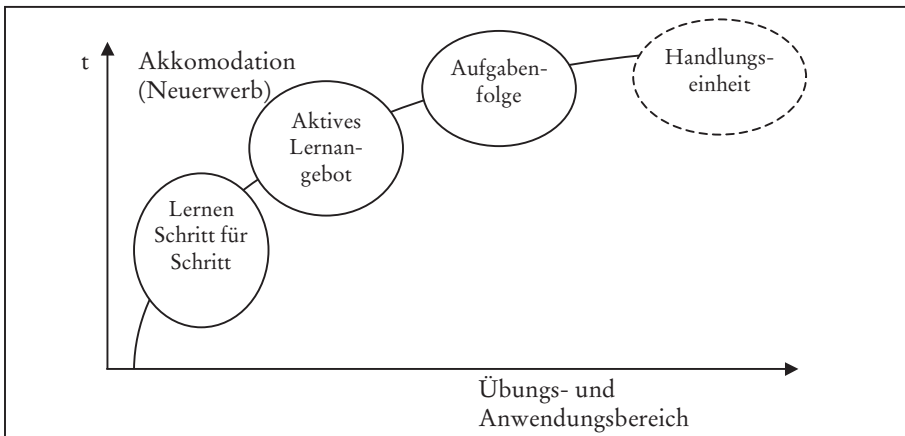 t
Akkomodation
(Neuerwerb)
Aufgaben-
folge
Handlungs-
einheit
Aktives
Lernan-
gebot
Lernen
Schritt für
Schritt
Übungs- und
Anwendungsbereich